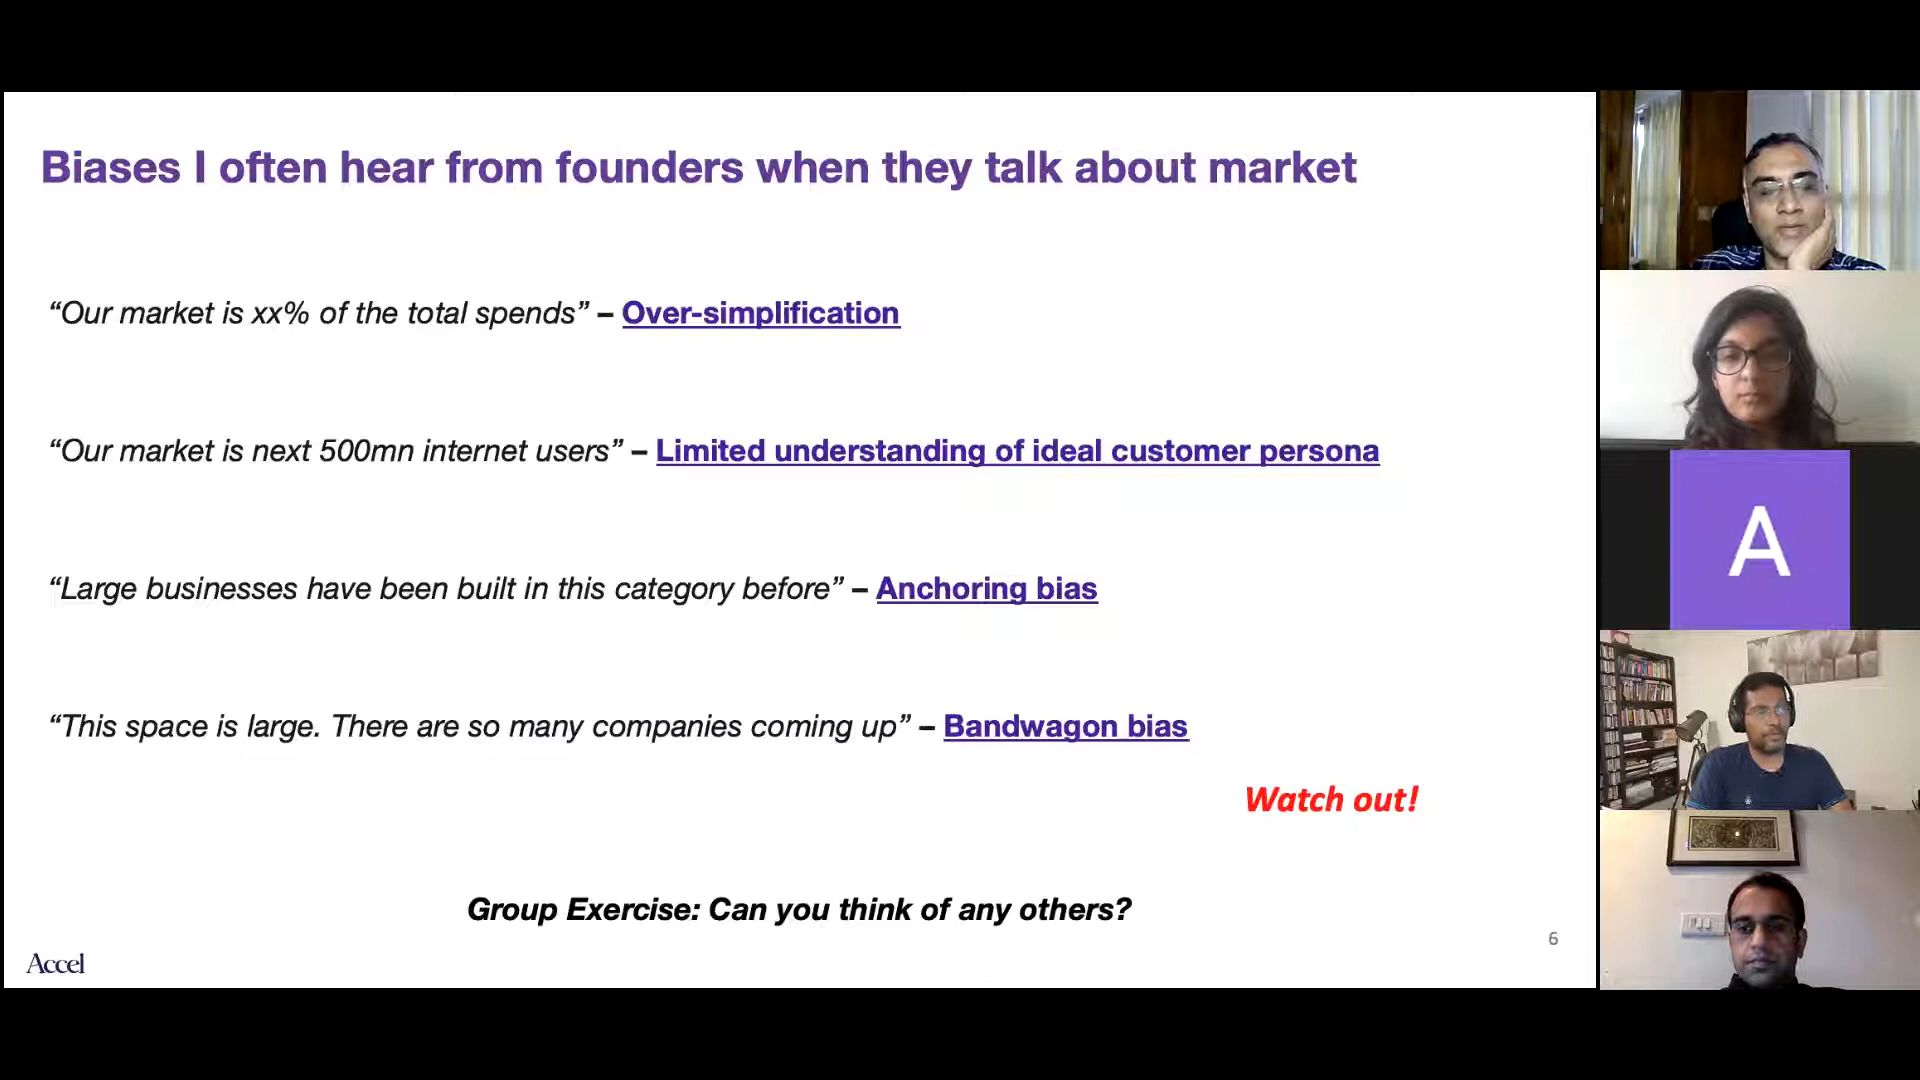 Biases I often hear from founders when they talk about market
“Our market is xx% of the total spends” – Over-simplification
“Our market is next 500mn internet users” – Limited understanding of ideal customer persona
“Large businesses have been built in this category before” – Anchoring bias
“This space is large. There are so many companies coming up” – Bandwagon bias
Watch out!
Group Exercise: Can you think of any others?
6
Accel
A